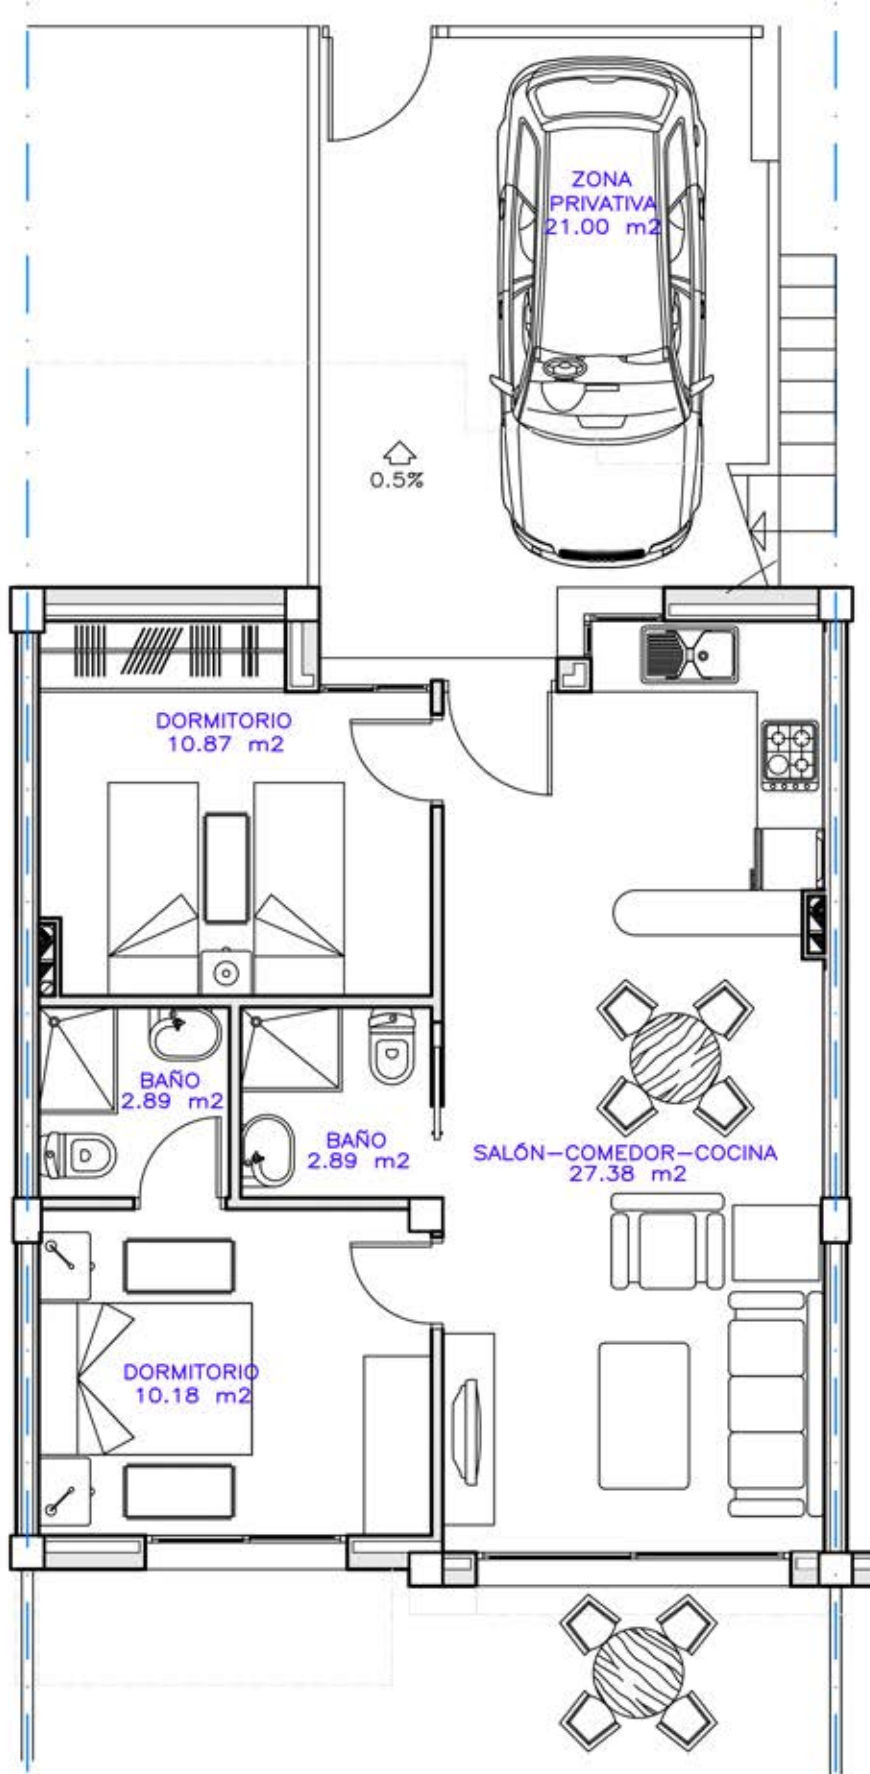 ZONA
PRIVATIVA
21.00 m2
0.5%
DORMITORIO
10.87 m2
BAÑO
2.89 m2
BAÑO
2.89 m2
SALÓN-COMEDOR-COCINA
27.38 m2
DORMITORIO
10.18 m2